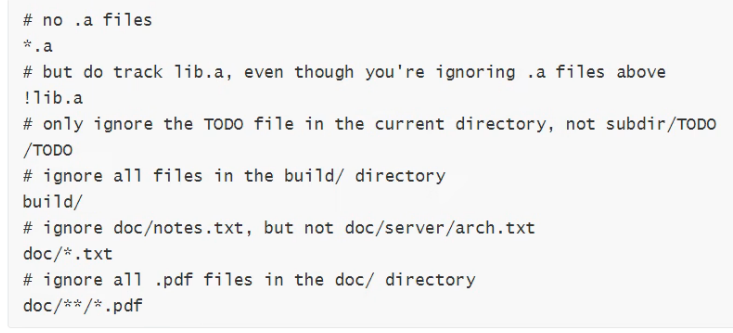 # no .a files
*.a
# but do track lib.a, even though you're ignoring .a files above
!lib.a
# only ignore the TODO file in the current directory, not subdir/TODO
/TODO
# ignore all files in the build/ directory
build/
# ignore doc/notes.txt, but not doc/server/arch.txt
doc/*.txt
# ignore all .pdf files in the doc/ directory
doc/**/*.pdf